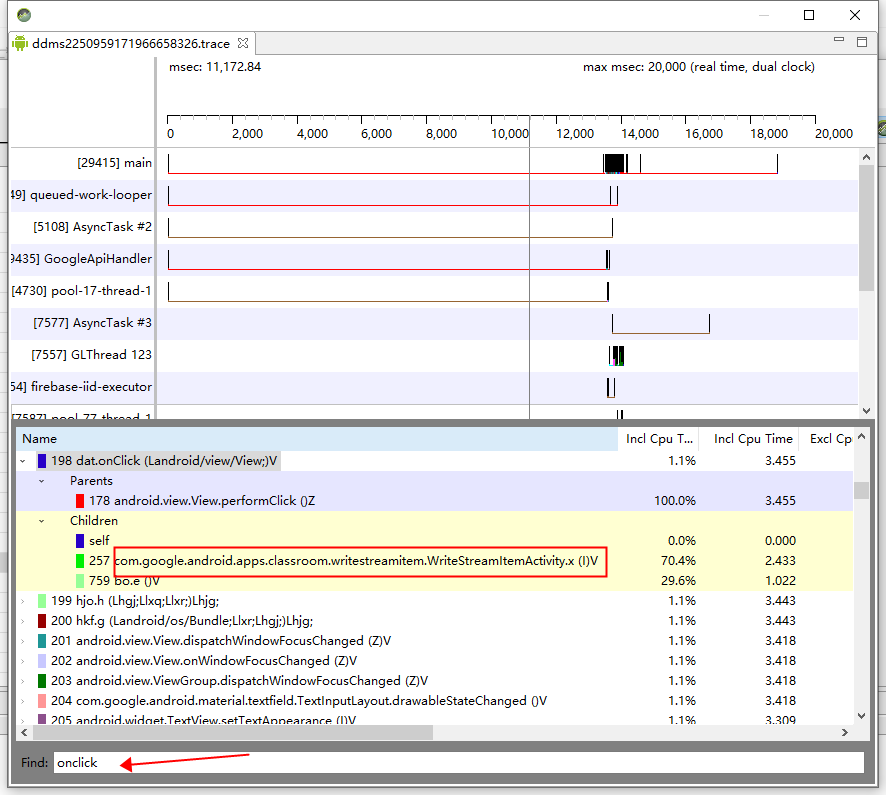 ddms2250959171966658326.trace
msec: 11,172.84 max msec: 20,000 (real time, dual clock)
0 2,000 4,000 6,000 8,000 10,000 12,000 14,000 16,000 18,000 20,000
[29415] main
49] queued-work-looper
[5108] AsyncTask #2
9435] GoogleApiHandler
[4730] pool-17-thread-1
[7577] AsyncTask #3
[7557] GLThread 123
54] firebase-iid-executor
[7587] pool-77-thread-1
Name Incl Cpu T... Incl Cpu Time Excl Cp
198 dat.onClick (Landroid/view/View;)V 1.1% 3.455
Parents
178 android.view.View.performClick ()Z 100.0% 3.455
Children
self 0.0% 0.000
257 com.google.android.apps.classroom.writestreamitem.WriteStreamItemActivity.x (I)V 70.4% 2.433
759 bo.e ()V 29.6% 1.022
199 hjo.h (Lhgj;Llxq;Llxr;)Lhjg; 1.1% 3.443
200 hkf.g (Landroid/os/Bundle;Llxr;Lhgj;)Lhjg; 1.1% 3.443
201 android.view.View.dispatchWindowFocusChanged (Z)V 1.1% 3.418
202 android.view.View.onWindowFocusChanged (Z)V 1.1% 3.418
203 android.view.ViewGroup.dispatchWindowFocusChanged (Z)V 1.1% 3.418
204 com.google.android.material.textfield.TextInputLayout.drawableStateChanged ()V 1.1% 3.418
205 android.widget.TextView.setTextAppearance (I)V 1.1% 3.309
Find: onclick